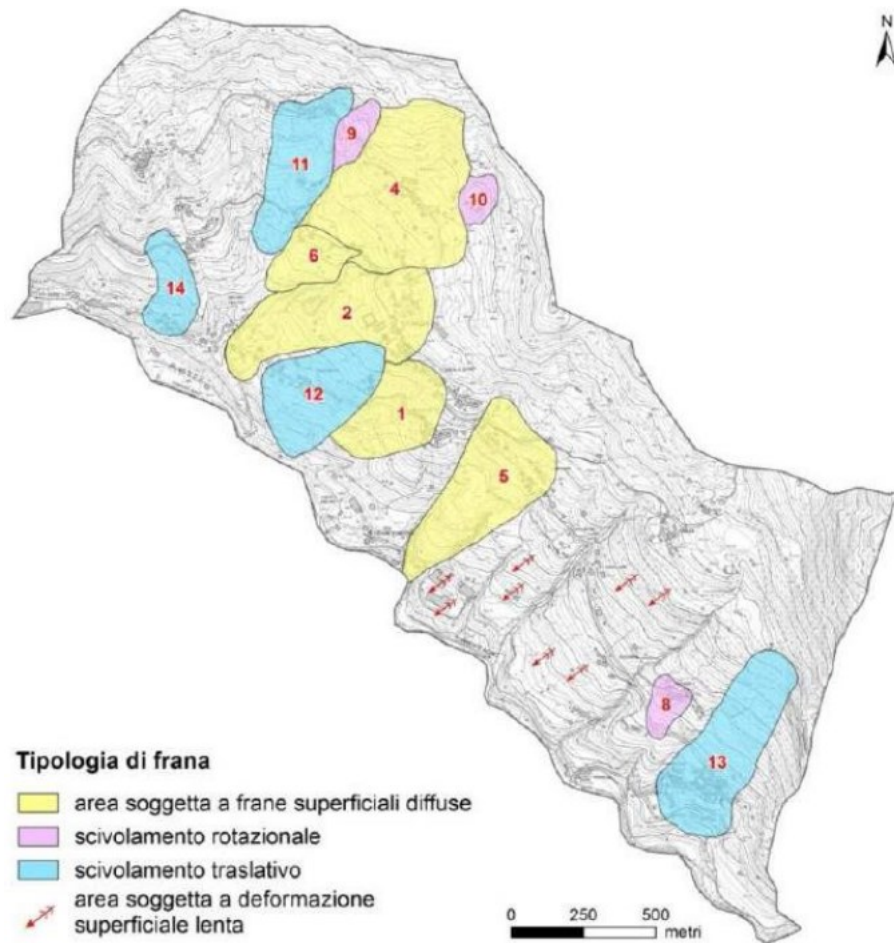 N
9
11
4
10
6
14
2
12
1
5
8
13
Tipologia di frana
area soggetta a frane superficiali diffuse
scivolamento rotazionale
scivolamento traslativo
area soggetta a deformazione
superficiale lenta
0 250 500
metri